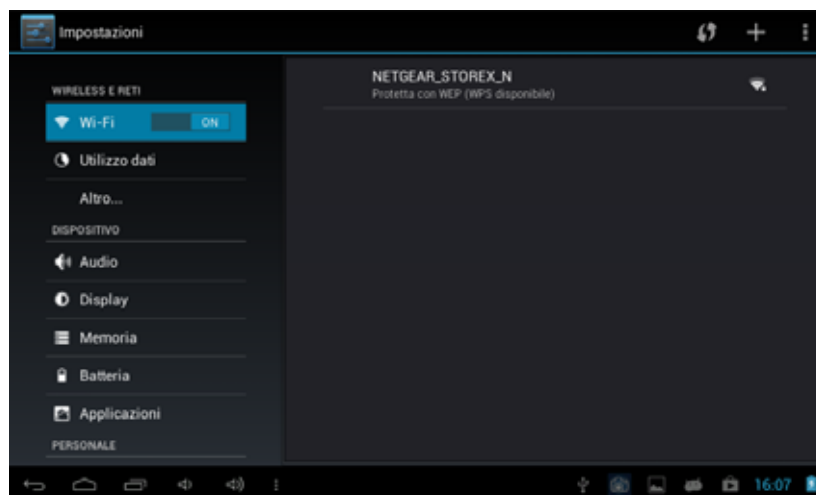 Impostazioni
WIRELESS E RETI
Wi-Fi ON
Utilizzo dati
Altro...
DISPOSITIVO
Audio
Display
Memoria
Batteria
Applicazioni
PERSONALE
NETGEAR_STOREX_N
Protetta con WEP (WPS disponibile)
16:07